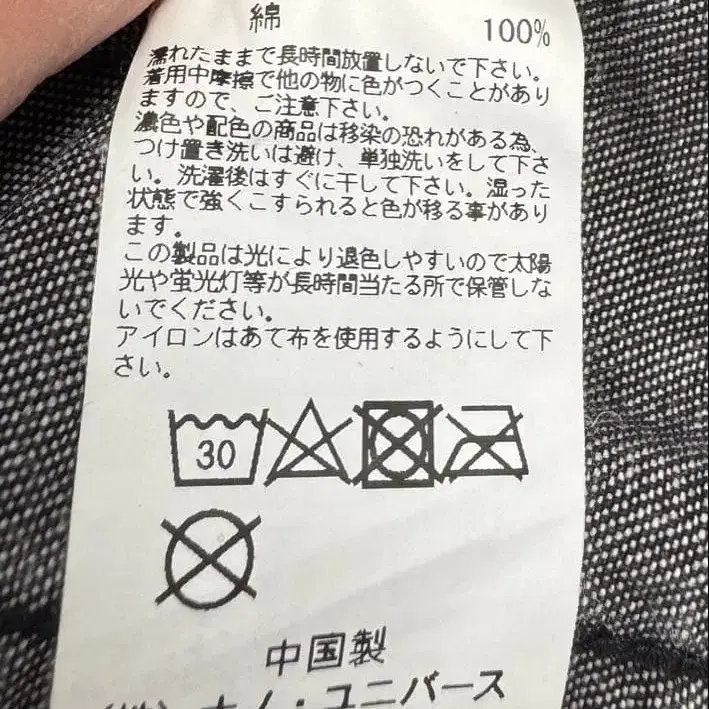 綿 100%
濡れたままで長時間放置しないで下さい。
着用中摩擦で他の物に色がつくことがあり
ますので、ご注意下さい。
濃色や配色の商品は移染の恐れがある為、
つけ置き洗いは避け、単独洗いをして下さ
い。洗濯後はすぐに干して下さい。湿った
状態で強くこすられると色が移る事があり
ます。
この製品は光により退色しやすいので太陽
光や蛍光灯等が長時間当たる所で保管しな
いでください。
アイロンはあて布を使用するようにして下
さい。
30
中国製
ナノ・ユニバース